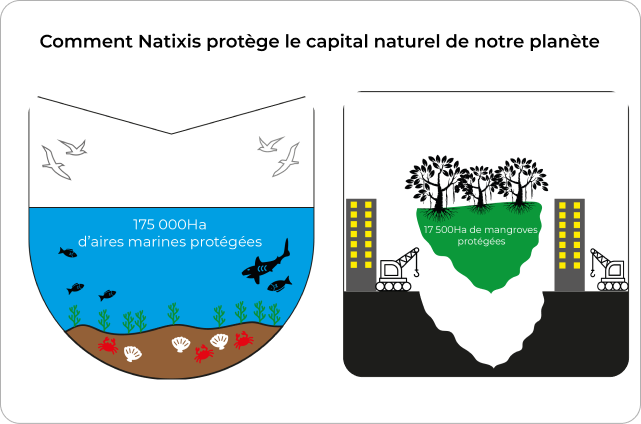 Comment Natixis protège le capital naturel de notre planète
175 000Ha
d'aires marines protégées
17 500Ha de mangroves
protégées